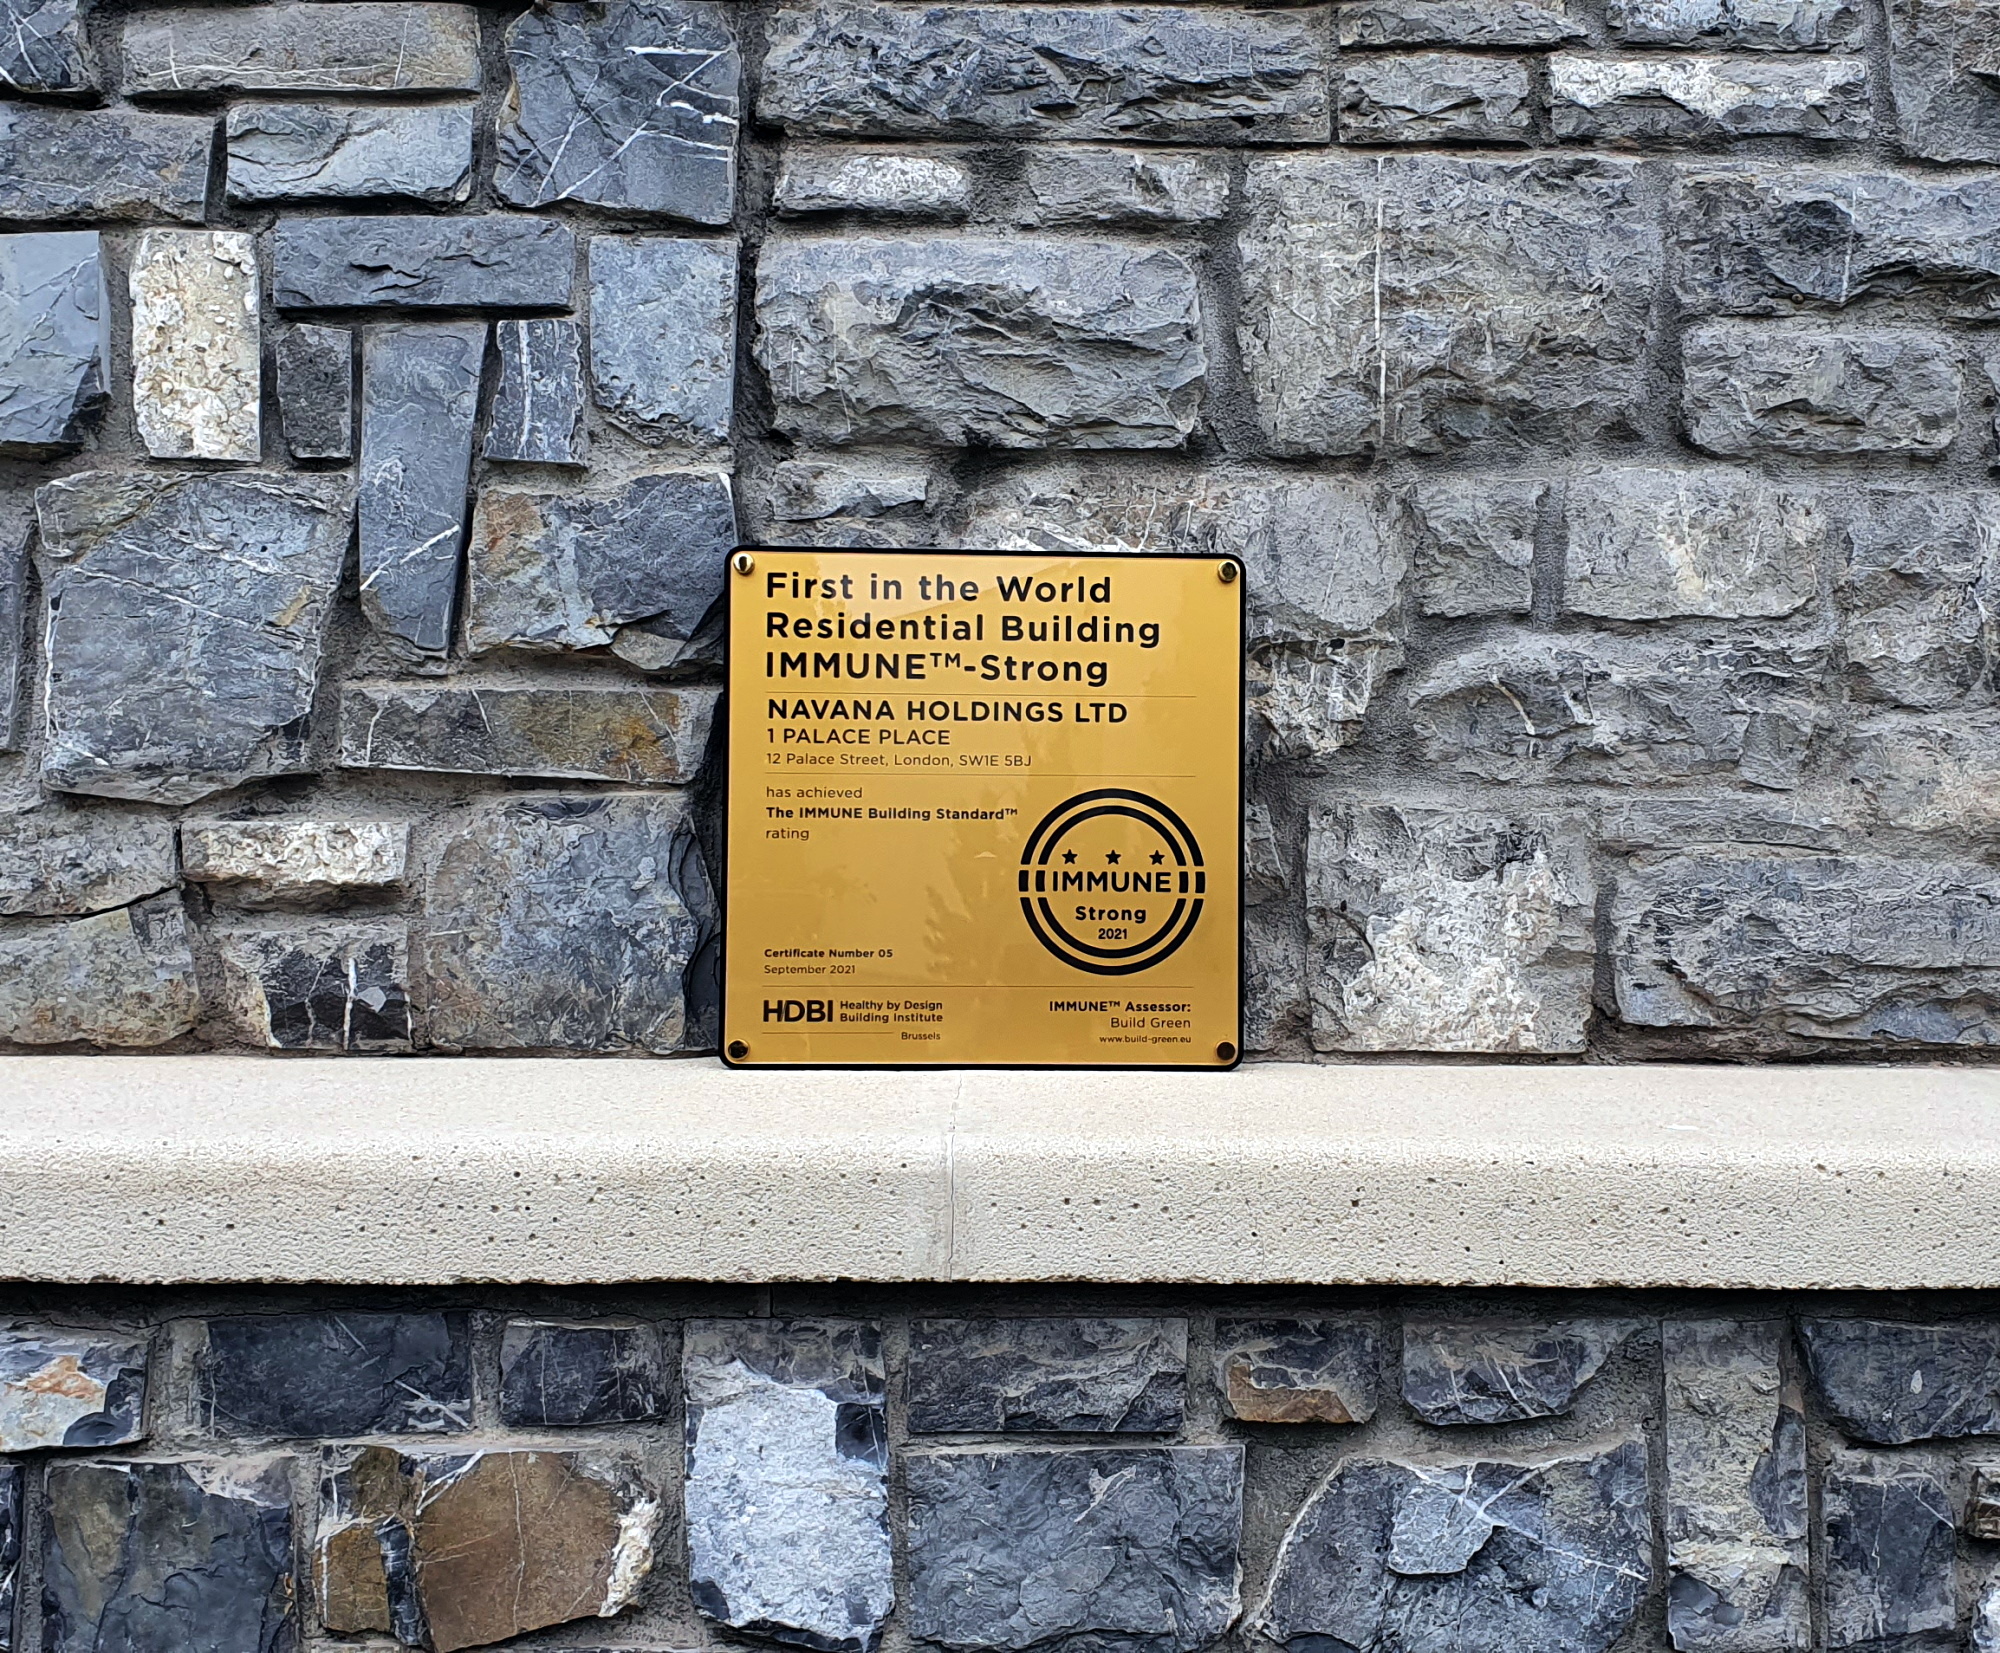 First in the World
Residential Building
IMMUNE™-Strong
NAVANA HOLDINGS LTD
1 PALACE PLACE
12 Palace Street, London, SW1E 5BJ
has achieved
The IMMUNE Building Standard™
rating
IMMUNE
Strong
2021
Certificate Number 05
September 2021
HDBI Healthy by Design
Building Institute
Brussels
IMMUNE™ Assessor:
Build Green
www.build-green.eu